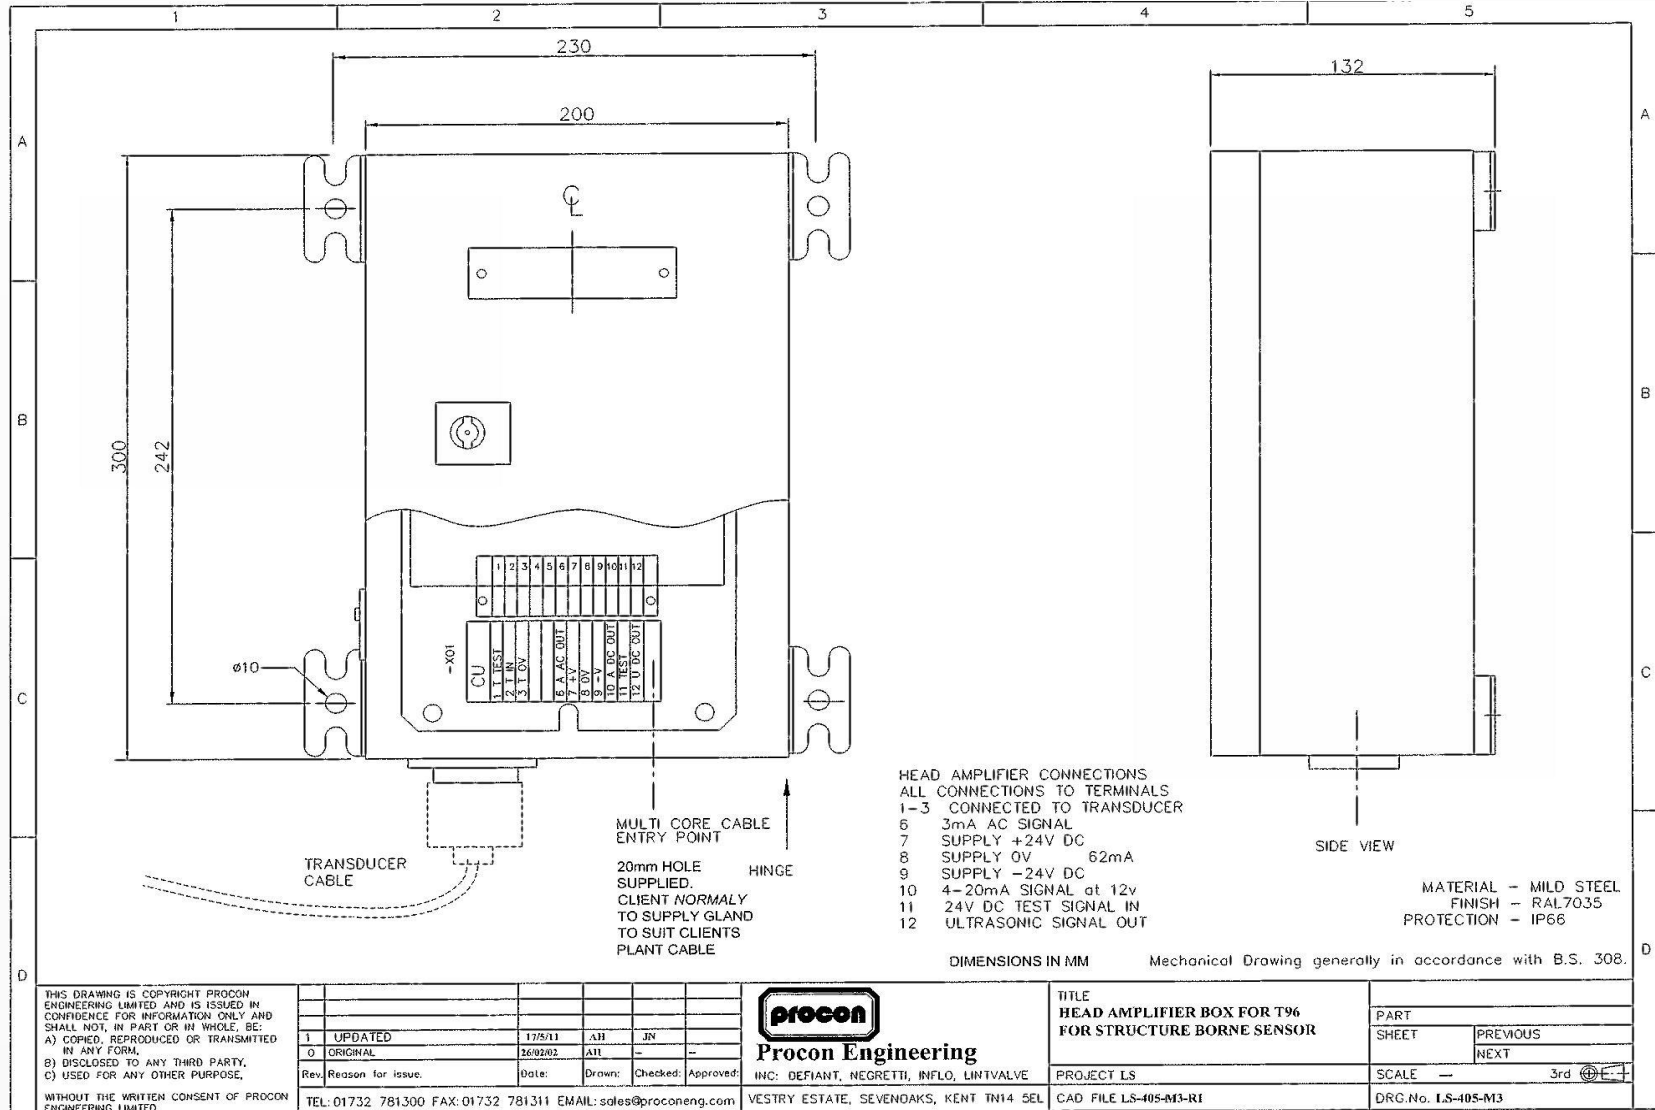 1 2 3 4 5
A
B
C
D
A
B
C
D
230
200
132
300
242
ø10
CL
1 2 3 4 5 6 7 8 9 10 11 12
-X01
CU
1 T TEST
2 T IN
3 T 0V
6 A AC OUT
7 +V
8 0V
9 -V
10 A DC OUT
11 TEST
12 U DC OUT
TRANSDUCER
CABLE
MULTI CORE CABLE
ENTRY POINT
20mm HOLE
SUPPLIED.
CLIENT NORMALY
TO SUPPLY GLAND
TO SUIT CLIENTS
PLANT CABLE
HINGE
HEAD AMPLIFIER CONNECTIONS
ALL CONNECTIONS TO TERMINALS
1-3 CONNECTED TO TRANSDUCER
6 3mA AC SIGNAL
7 SUPPLY +24V DC
8 SUPPLY 0V 62mA
9 SUPPLY -24V DC
10 4-20mA SIGNAL at 12v
11 24V DC TEST SIGNAL IN
12 ULTRASONIC SIGNAL OUT
SIDE VIEW
MATERIAL - MILD STEEL
FINISH - RAL7035
PROTECTION - IP66
DIMENSIONS IN MM
Mechanical Drawing generally in accordance with B.S. 308.
THIS DRAWING IS COPYRIGHT PROCON
ENGINEERING LIMITED AND IS ISSUED IN
CONFIDENCE FOR INFORMATION ONLY AND
SHALL NOT, IN PART OR IN WHOLE, BE:
A) COPIED, REPRODUCED OR TRANSMITTED
IN ANY FORM,
B) DISCLOSED TO ANY THIRD PARTY,
C) USED FOR ANY OTHER PURPOSE,
WITHOUT THE WRITTEN CONSENT OF PROCON
ENGINEERING LIMITED
1 UPDATED 17/5/11 AH JN
0 ORIGINAL 26/02/02 AH - -
Rev. Reason for issue. Date: Drawn: Checked: Approved:
TEL: 01732 781300 FAX: 01732 781311 EMAIL: sales@proconeng.com
procon
Procon Engineering
INC: DEFIANT, NEGRETTI, INFLO, LINTVALVE
VESTRY ESTATE, SEVENOAKS, KENT TN14 5EL
TITLE
HEAD AMPLIFIER BOX FOR T96
FOR STRUCTURE BORNE SENSOR
PROJECT LS
CAD FILE LS-405-M3-R1
PART
SHEET PREVIOUS
NEXT
SCALE — 3rd
DRG.No. LS-405-M3